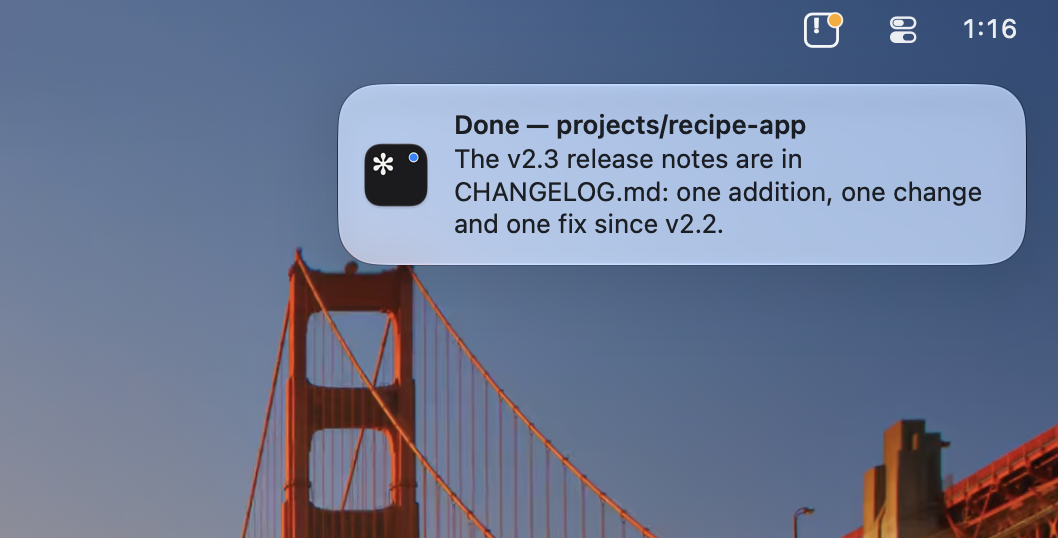 1:16
Done — projects/recipe-app
The v2.3 release notes are in
CHANGELOG.md: one addition, one change
and one fix since v2.2.